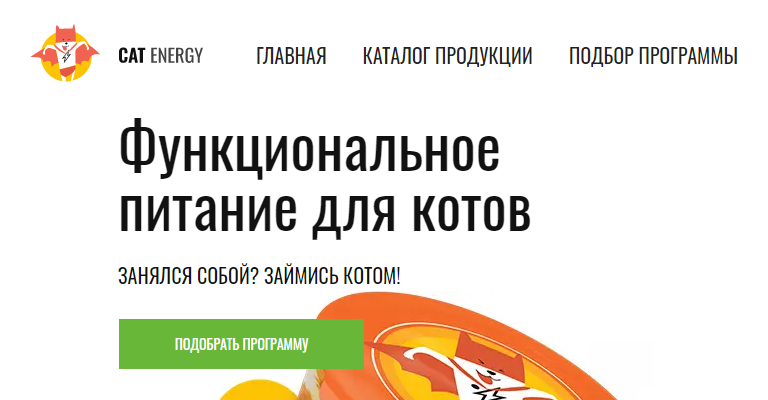 CAT ENERGY ГЛАВНАЯ КАТАЛОГ ПРОДУКЦИИ ПОДБОР ПРОГРАММЫ
Функциональное
питание для котов
ЗАНЯЛСЯ СОБОЙ? ЗАЙМИСЬ КОТОМ!
ПОДОБРАТЬ ПРОГРАММУ